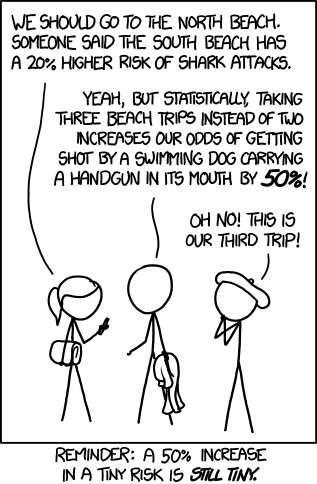 WE SHOULD GO TO THE NORTH BEACH.
SOMEONE SAID THE SOUTH BEACH HAS
A 20% HIGHER RISK OF SHARK ATTACKS.
YEAH, BUT STATISTICALLY, TAKING
THREE BEACH TRIPS INSTEAD OF TWO
INCREASES OUR ODDS OF GETTING
SHOT BY A SWIMMING DOG CARRYING
A HANDGUN IN ITS MOUTH BY 50%!
OH NO! THIS IS
OUR THIRD TRIP!
REMINDER: A 50% INCREASE
IN A TINY RISK IS STILL TINY.